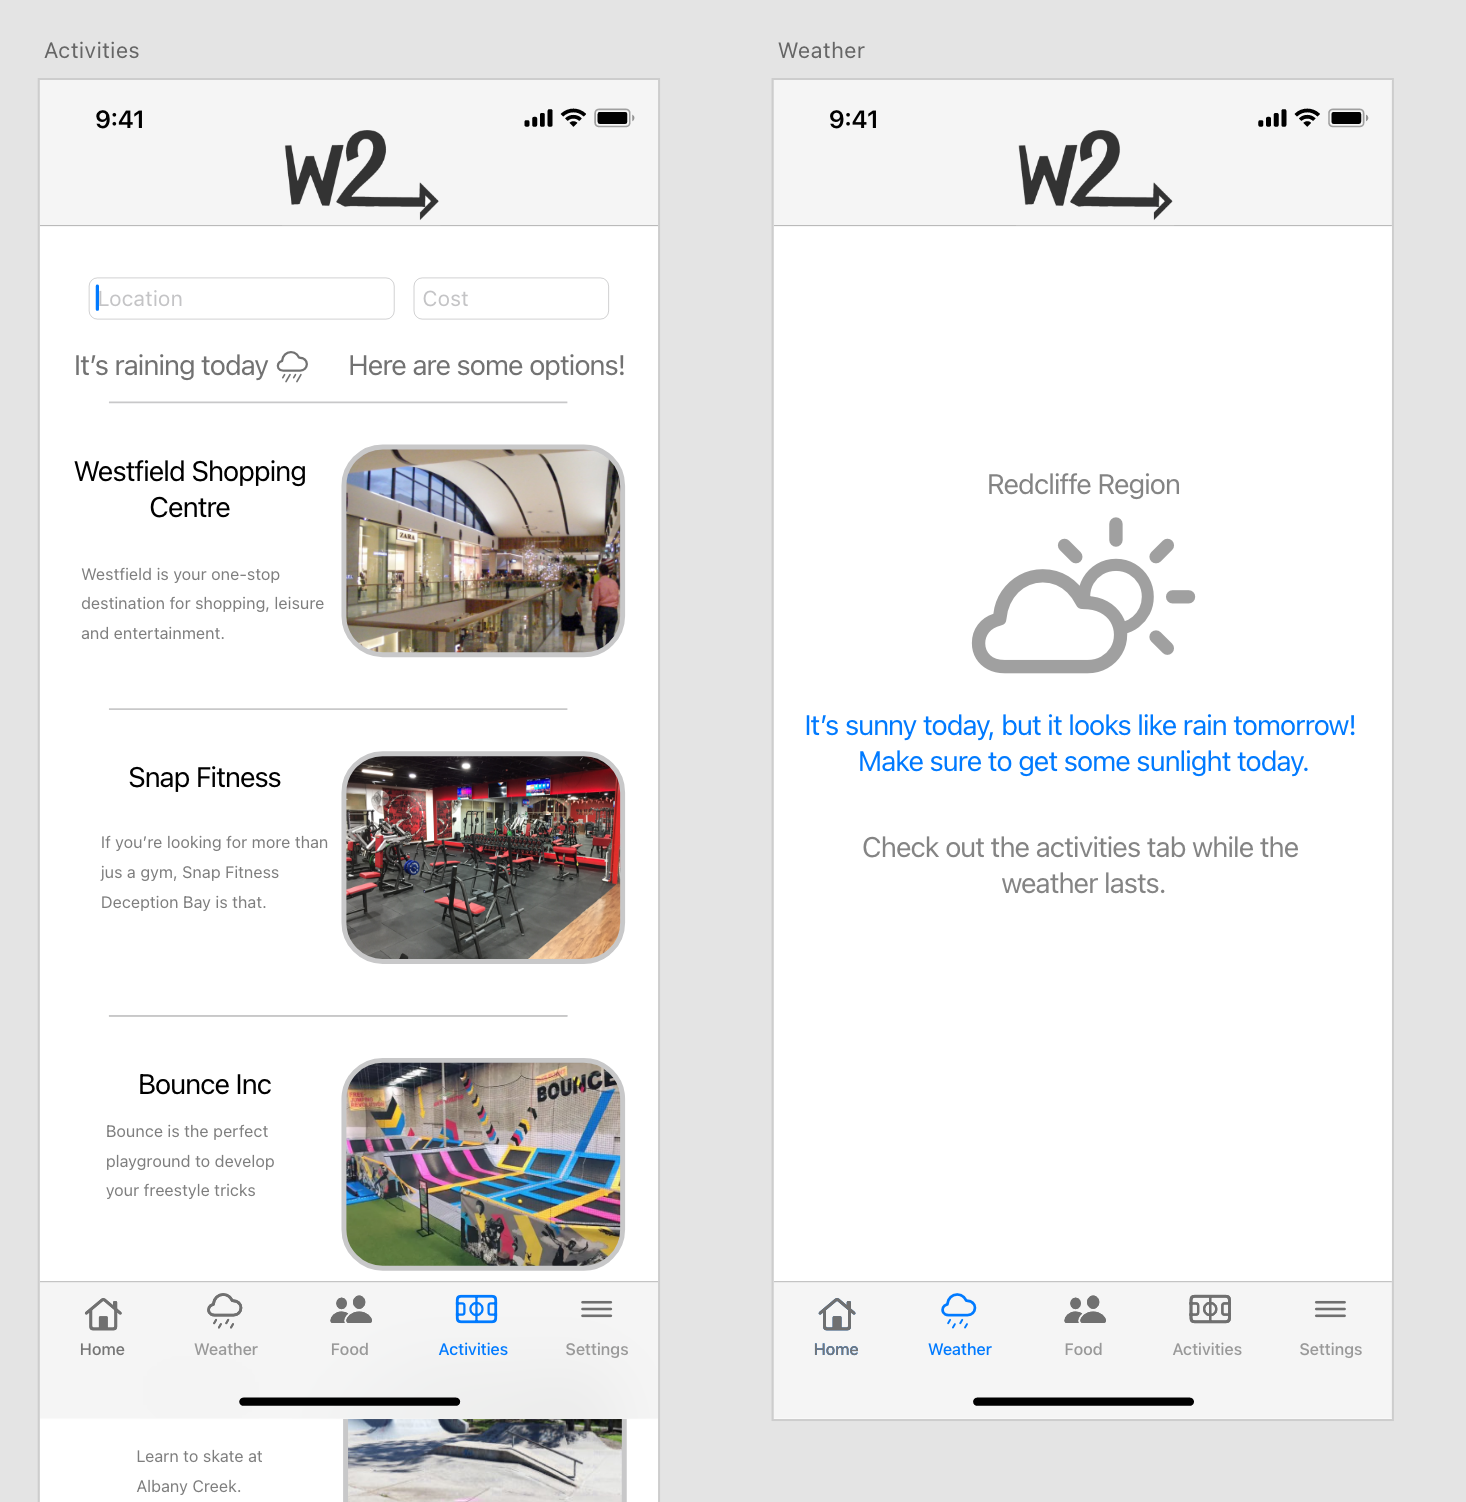 Activities
9:41
W2
Location
Cost
It's raining today
Here are some options!
Westfield Shopping
Centre
Westfield is your one-stop
destination for shopping, leisure
and entertainment.
ZARA
Snap Fitness
If you're looking for more than
jus a gym, Snap Fitness
Deception Bay is that.
Bounce Inc
Bounce is the perfect
playground to develop
your freestyle tricks
BOUNCE
Home
Weather
Food
Activities
Settings
Learn to skate at
Albany Creek.
Weather
9:41
W2
Redcliffe Region
It's sunny today, but it looks like rain tomorrow!
Make sure to get some sunlight today.
Check out the activities tab while the
weather lasts.
Home
Weather
Food
Activities
Settings